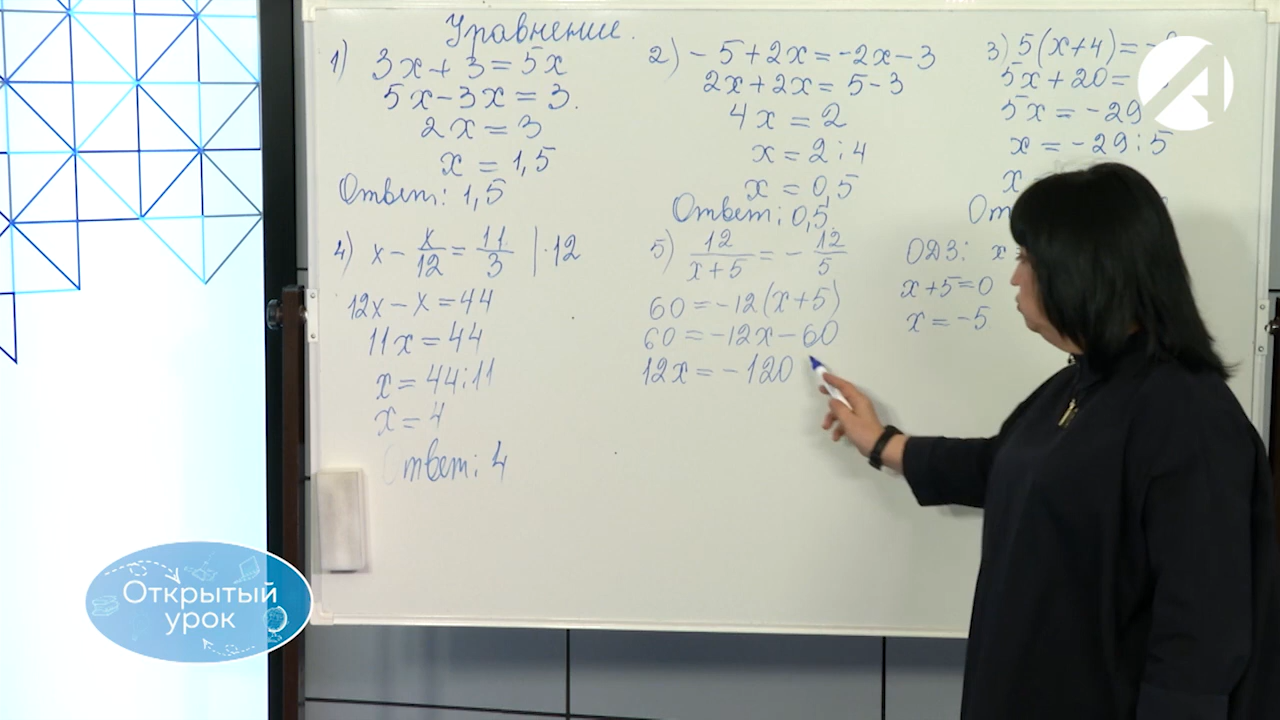 Уравнение.
1) 3x + 3 = 5x
5x - 3x = 3.
2x = 3
x = 1,5
Ответ: 1,5
2) - 5 + 2x = -2x - 3
2x + 2x = 5 - 3
4x = 2
x = 2 : 4
x = 0,5
Ответ: 0,5.
3) 5(x+4) = -
5x + 20 =
5x = -29
x = -29 : 5
x
4) x - x/12 = 11/3 | · 12
12x - x = 44
11x = 44
x = 44 : 11
x = 4
Ответ: 4
5) 12/(x+5) = - 12/5
60 = -12(x+5)
60 = -12x - 60
12x = -120
ОДЗ: x
x + 5 = 0
x = -5
Открытый
урок